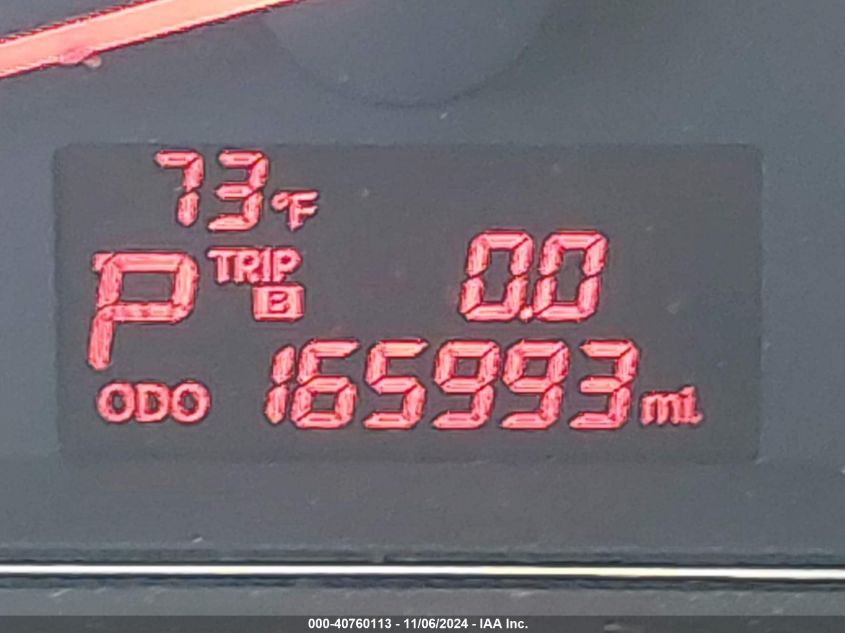 73°F
P TRIP B 0.0
ODO 165993 mi.
000-40760113 - 11/06/2024 - IAA Inc.